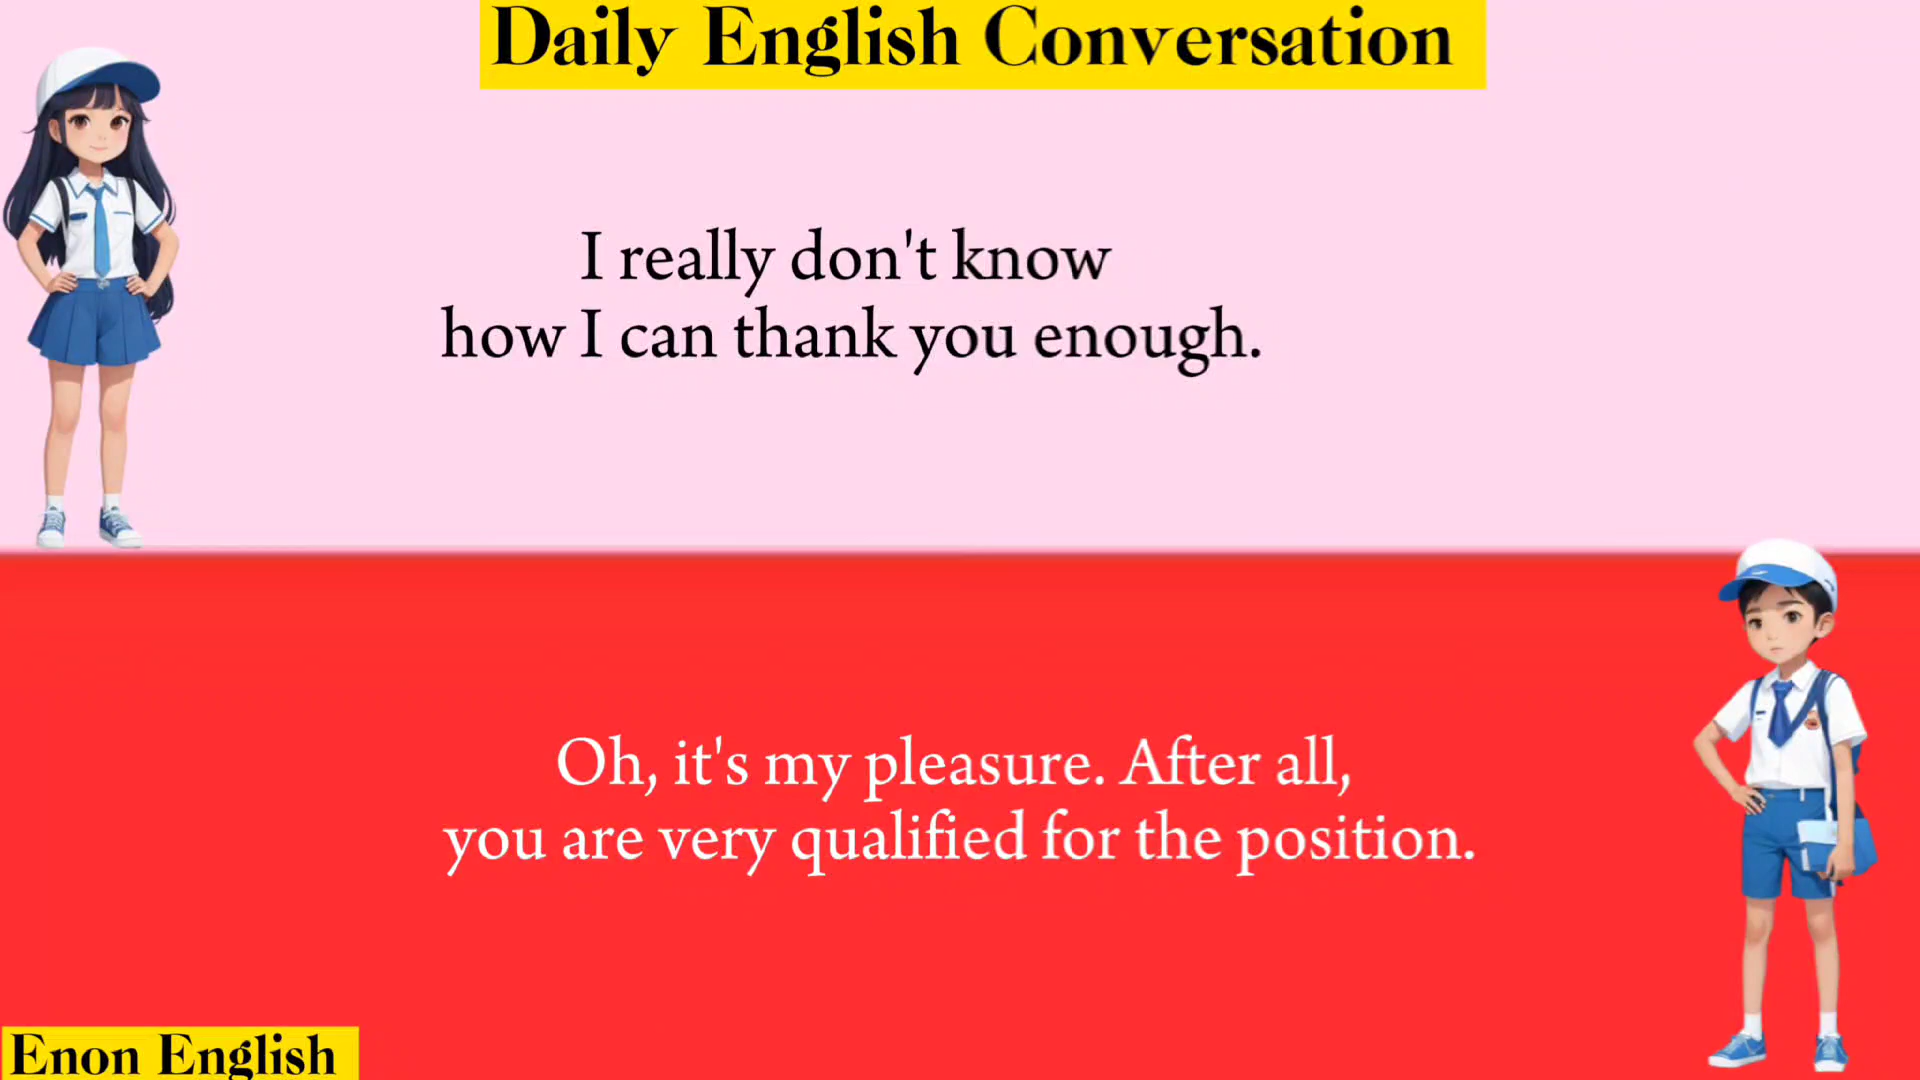 Daily English Conversation
I really don't know
how I can thank you enough.
Oh, it's my pleasure. After all,
you are very qualified for the position.
Enon English